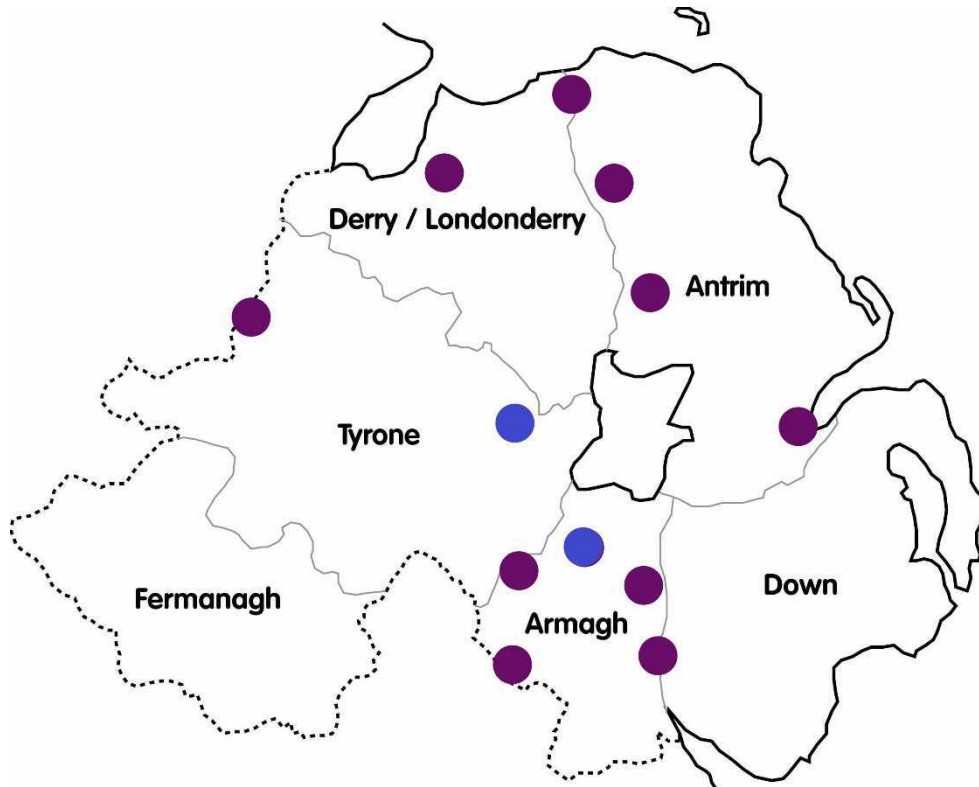 Derry / Londonderry
Antrim
Tyrone
Fermanagh
Armagh
Down